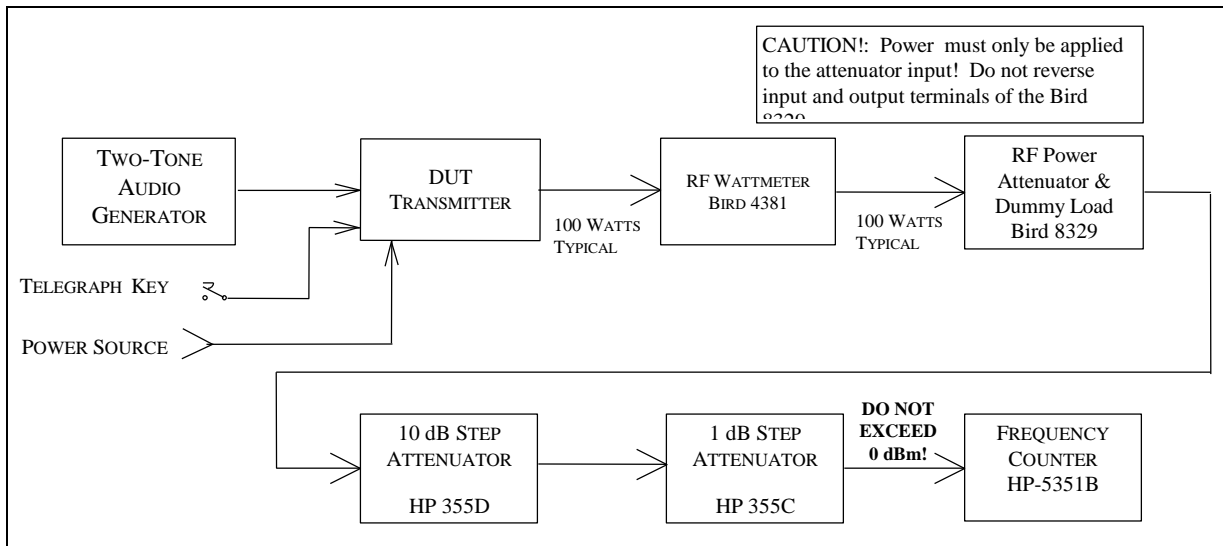 CAUTION!: Power must only be applied
to the attenuator input! Do not reverse
input and output terminals of the Bird
8329
TWO-TONE
AUDIO
GENERATOR
DUT
TRANSMITTER
RF WATTMETER
BIRD 4381
RF Power
Attenuator &
Dummy Load
Bird 8329
100 WATTS
TYPICAL
100 WATTS
TYPICAL
TELEGRAPH KEY
POWER SOURCE
10 dB STEP
ATTENUATOR
HP 355D
1 dB STEP
ATTENUATOR
HP 355C
DO NOT
EXCEED
0 dBm!
FREQUENCY
COUNTER
HP-5351B